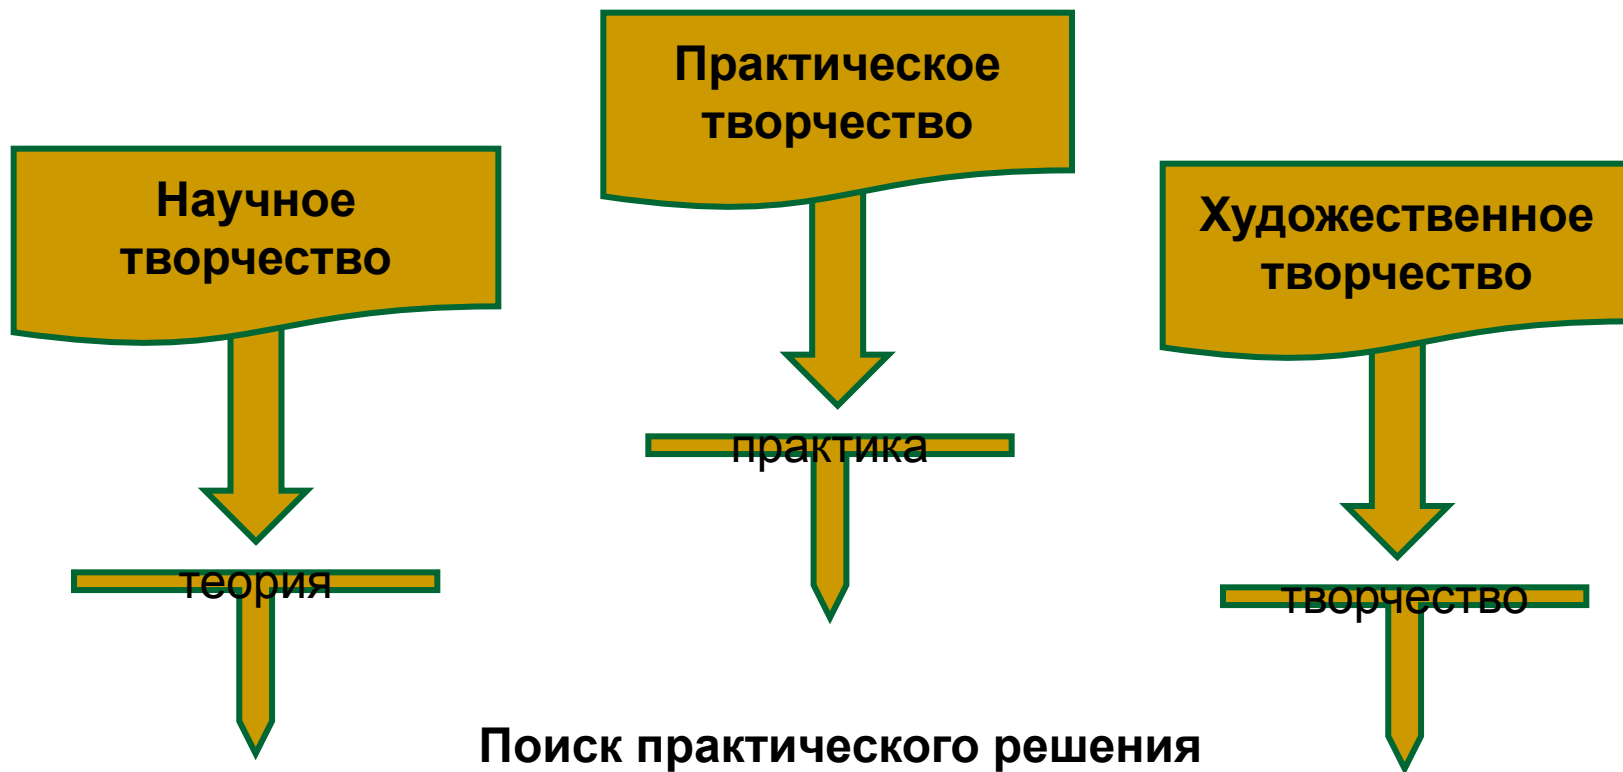 Практическое
творчество
Научное
творчество
Художественное
творчество
практика
теория
творчество
Поиск практического решения